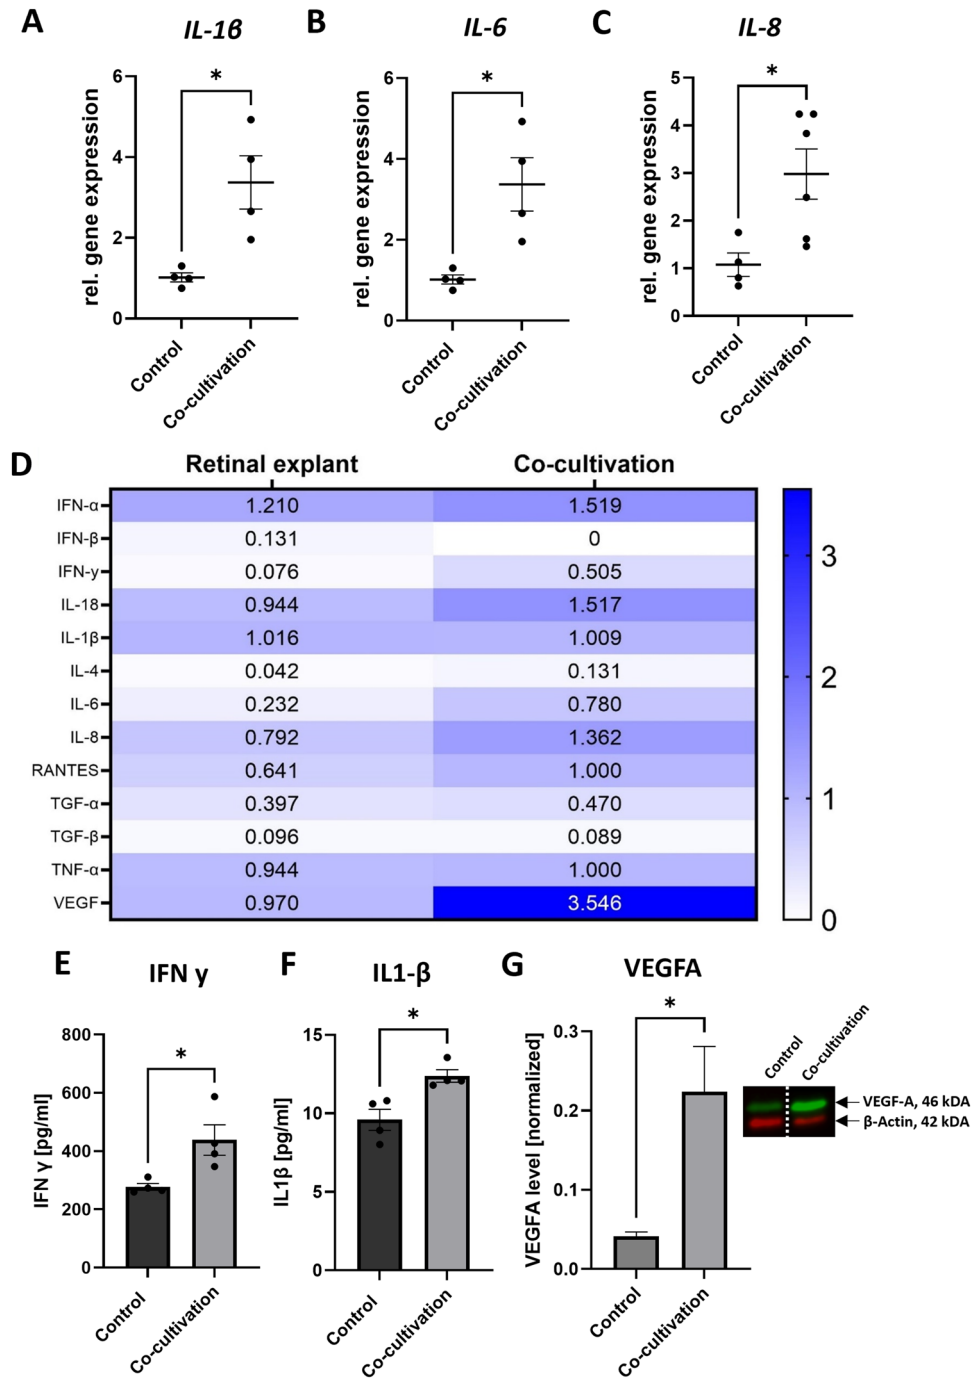 A
IL-1β
B
IL-6
C
IL-8
rel. gene expression
6
4
2
0
*
Control
Co-cultivation
rel. gene expression
6
4
2
0
*
Control
Co-cultivation
rel. gene expression
5
4
3
2
1
0
*
Control
Co-cultivation
D
Retinal explant
Co-cultivation
IFN-α 1.210 1.519
IFN-β 0.131 0
IFN-y 0.076 0.505
IL-18 0.944 1.517
IL-1β 1.016 1.009
IL-4 0.042 0.131
IL-6 0.232 0.780
IL-8 0.792 1.362
RANTES 0.641 1.000
TGF-α 0.397 0.470
TGF-β 0.096 0.089
TNF-α 0.944 1.000
VEGF 0.970 3.546
3
2
1
0
E
IFN γ
IFN γ [pg/ml]
800
600
400
200
0
*
Control
Co-cultivation
F
IL1-β
IL1β [pg/ml]
15
10
5
0
*
Control
Co-cultivation
G
VEGFA
VEGFA level [normalized]
0.3
0.2
0.1
0.0
*
Control
Co-cultivation
Control
Co-cultivation
VEGF-A, 46 kDA
β-Actin, 42 kDA